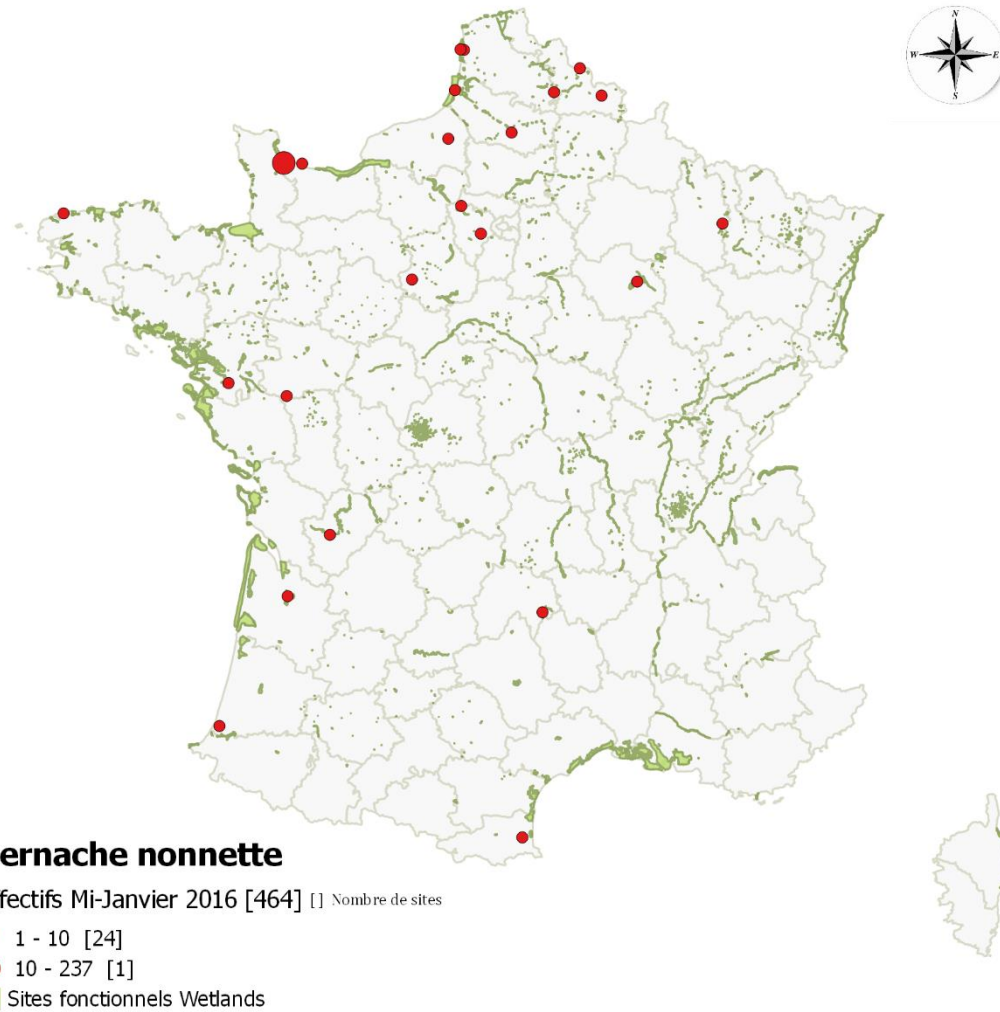 N
W E
S
ernache nonnette
fectifs Mi-Janvier 2016 [464] [] Nombre de sites
1 - 10 [24]
10 - 237 [1]
Sites fonctionnels Wetlands